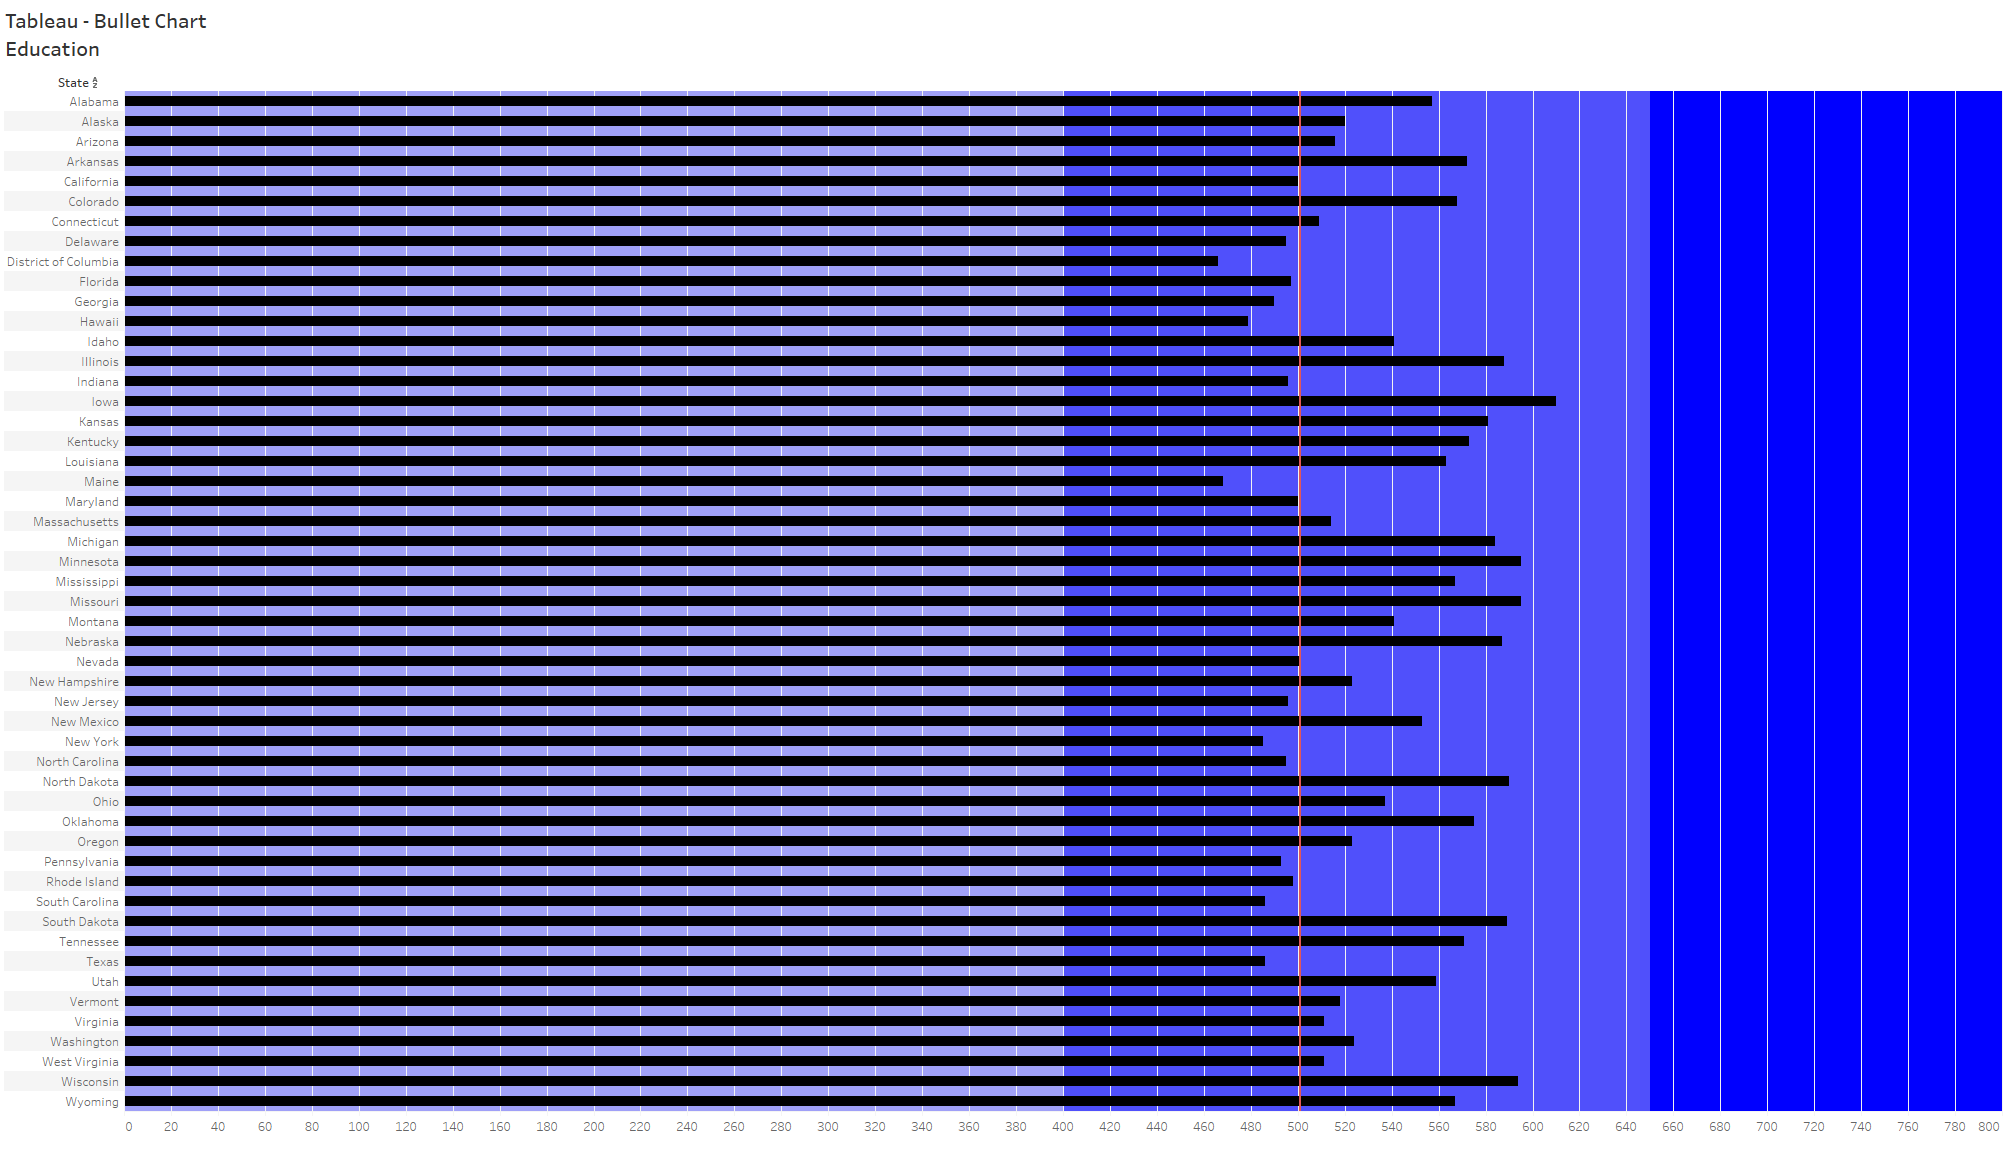 Tableau - Bullet Chart
Education
State
Alabama
Alaska
Arizona
Arkansas
California
Colorado
Connecticut
Delaware
District of Columbia
Florida
Georgia
Hawaii
Idaho
Illinois
Indiana
Iowa
Kansas
Kentucky
Louisiana
Maine
Maryland
Massachusetts
Michigan
Minnesota
Mississippi
Missouri
Montana
Nebraska
Nevada
New Hampshire
New Jersey
New Mexico
New York
North Carolina
North Dakota
Ohio
Oklahoma
Oregon
Pennsylvania
Rhode Island
South Carolina
South Dakota
Tennessee
Texas
Utah
Vermont
Virginia
Washington
West Virginia
Wisconsin
Wyoming
0 20 40 60 80 100 120 140 160 180 200 220 240 260 280 300 320 340 360 380 400 420 440 460 480 500 520 540 560 580 600 620 640 660 680 700 720 740 760 780 800